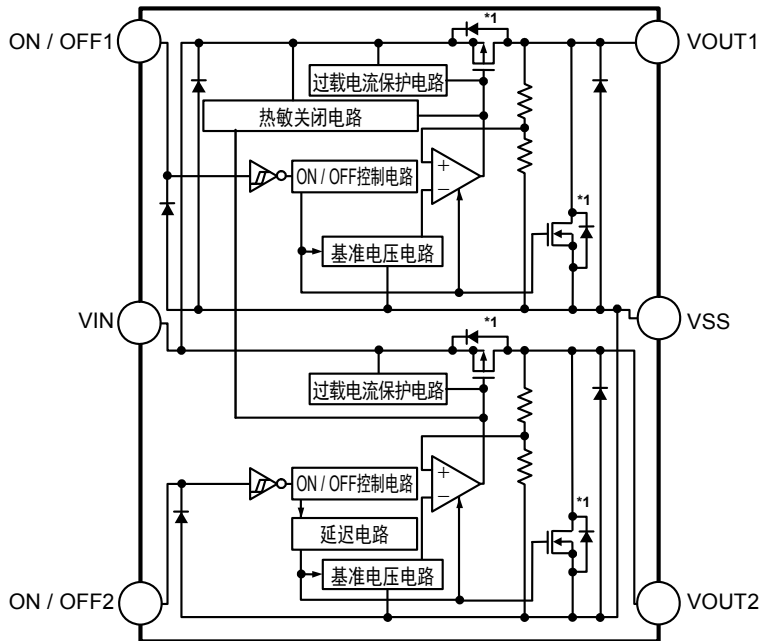 ON / OFF1
*1
VOUT1
过载电流保护电路
热敏关闭电路
ON / OFF控制电路
+
−
*1
基准电压电路
VIN
VSS
*1
过载电流保护电路
ON / OFF控制电路
+
−
*1
延迟电路
基准电压电路
ON / OFF2
VOUT2